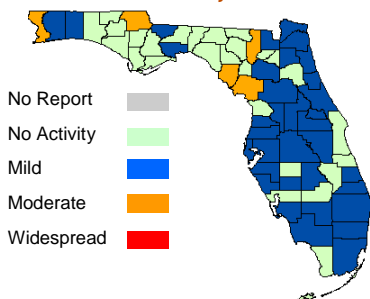 No Report
No Activity
Mild
Moderate
Widespread